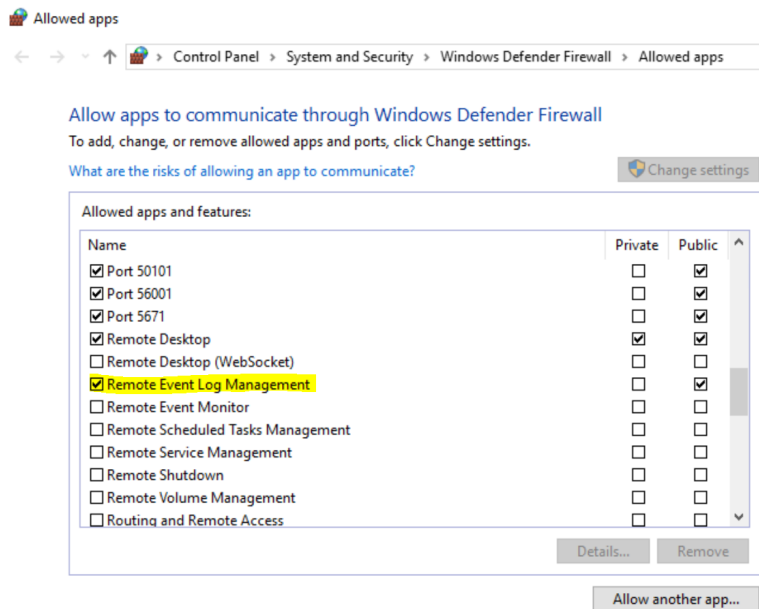 Allowed apps
Control Panel > System and Security > Windows Defender Firewall > Allowed apps
Allow apps to communicate through Windows Defender Firewall
To add, change, or remove allowed apps and ports, click Change settings.
What are the risks of allowing an app to communicate?
Change settings
Allowed apps and features:
Name Private Public
Port 50101
Port 56001
Port 5671
Remote Desktop
Remote Desktop (WebSocket)
Remote Event Log Management
Remote Event Monitor
Remote Scheduled Tasks Management
Remote Service Management
Remote Shutdown
Remote Volume Management
Routing and Remote Access
Details... Remove
Allow another app...